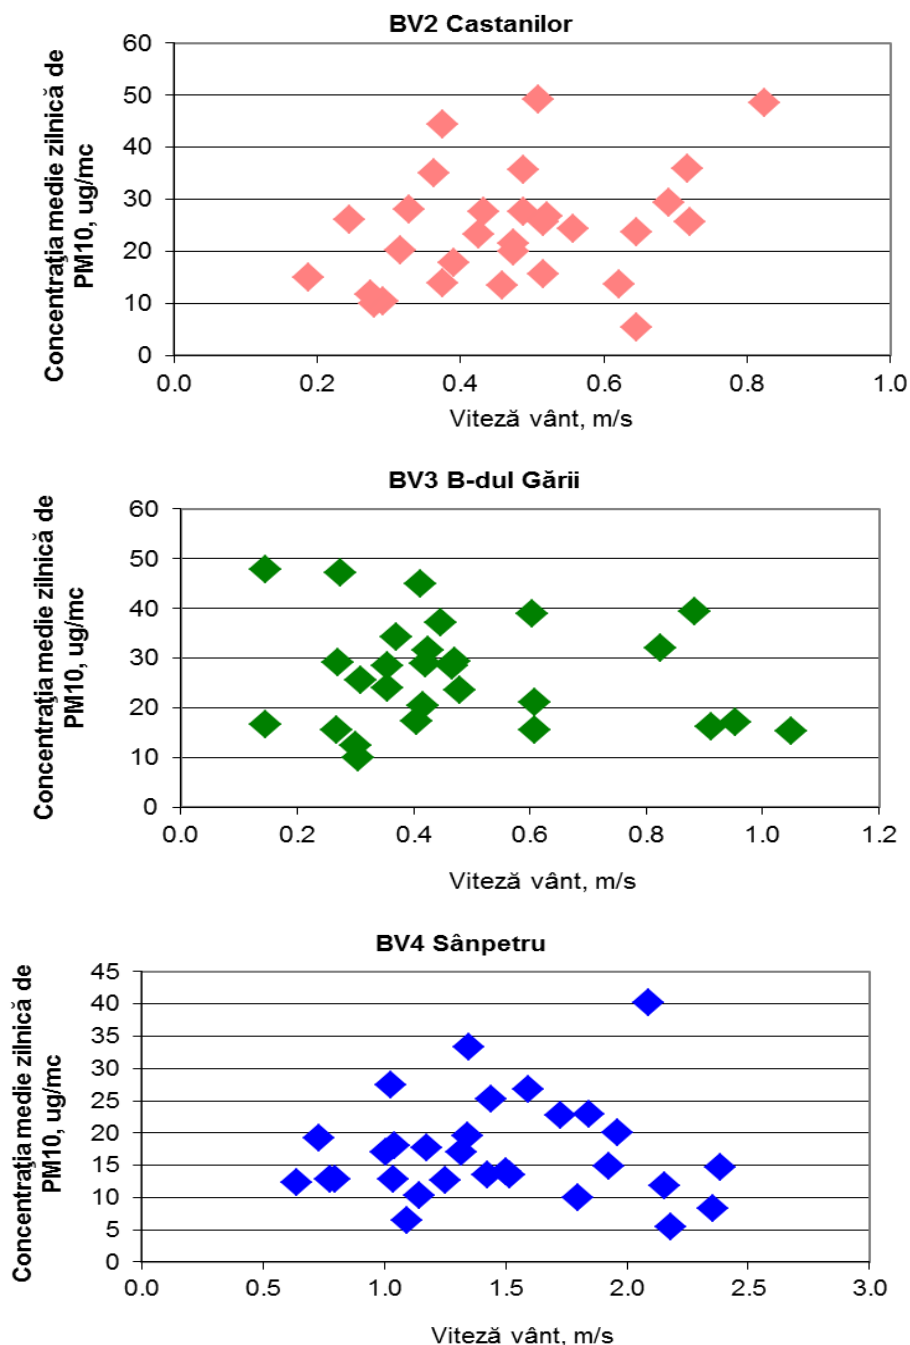 BV2 Castanilor
Concentraţia medie zilnică de
PM10, ug/mc
60
50
40
30
20
10
0
0.0 0.2 0.4 0.6 0.8 1.0
Viteză vânt, m/s
BV3 B-dul Gării
Concentraţia medie zilnică de
PM10, ug/mc
60
50
40
30
20
10
0
0.0 0.2 0.4 0.6 0.8 1.0 1.2
Viteză vânt, m/s
BV4 Sânpetru
Concentraţia medie zilnică de
PM10, ug/mc
45
40
35
30
25
20
15
10
5
0
0.0 0.5 1.0 1.5 2.0 2.5 3.0
Viteză vânt, m/s